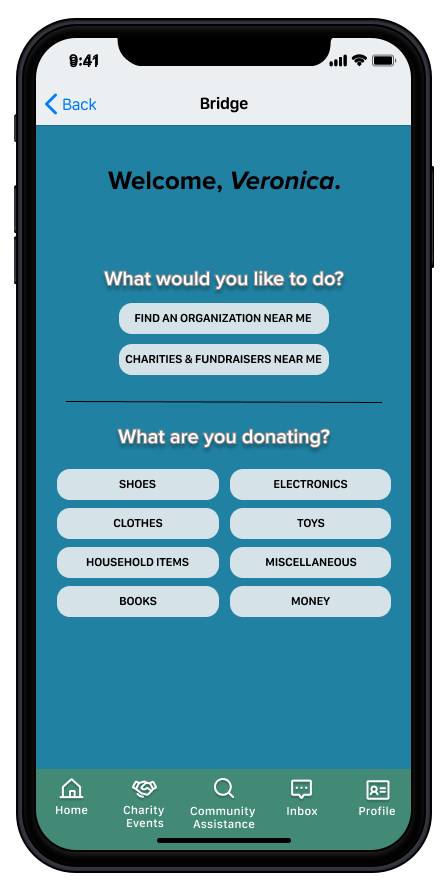 9:41
Back
Bridge
Welcome, Veronica.
What would you like to do?
FIND AN ORGANIZATION NEAR ME
CHARITIES & FUNDRAISERS NEAR ME
What are you donating?
SHOES
ELECTRONICS
CLOTHES
TOYS
HOUSEHOLD ITEMS
MISCELLANEOUS
BOOKS
MONEY
Home
Charity
Events
Community
Assistance
Inbox
Profile